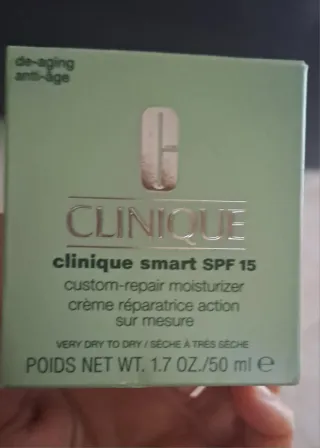 de-aging
anti-âge
CLINIQUE
clinique smart SPF 15
custom-repair moisturizer
crème réparatrice action
sur mesure
VERY DRY TO DRY / SÈCHE À TRÈS SÈCHE
POIDS NET WT. 1.7 OZ./50 ml ℮